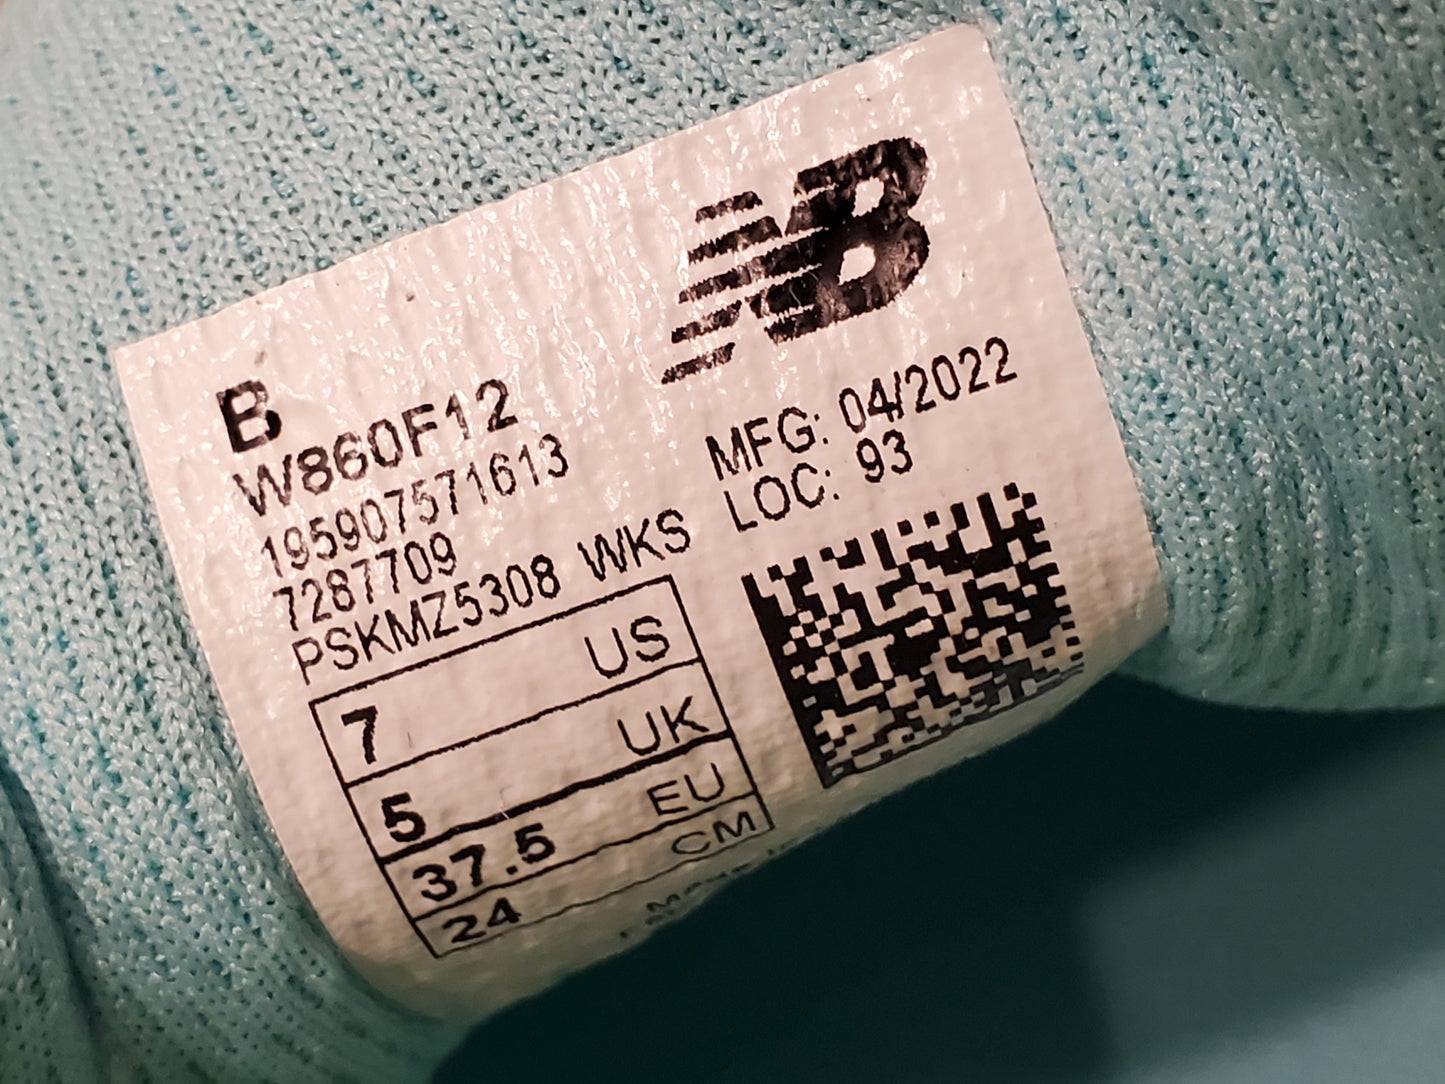 NB
B
W860F12
195907571613
7287709
PSKMZ5308 WKS
MFG: 04/2022
LOC: 93
7 US
5 UK
37.5 EU
24 CM